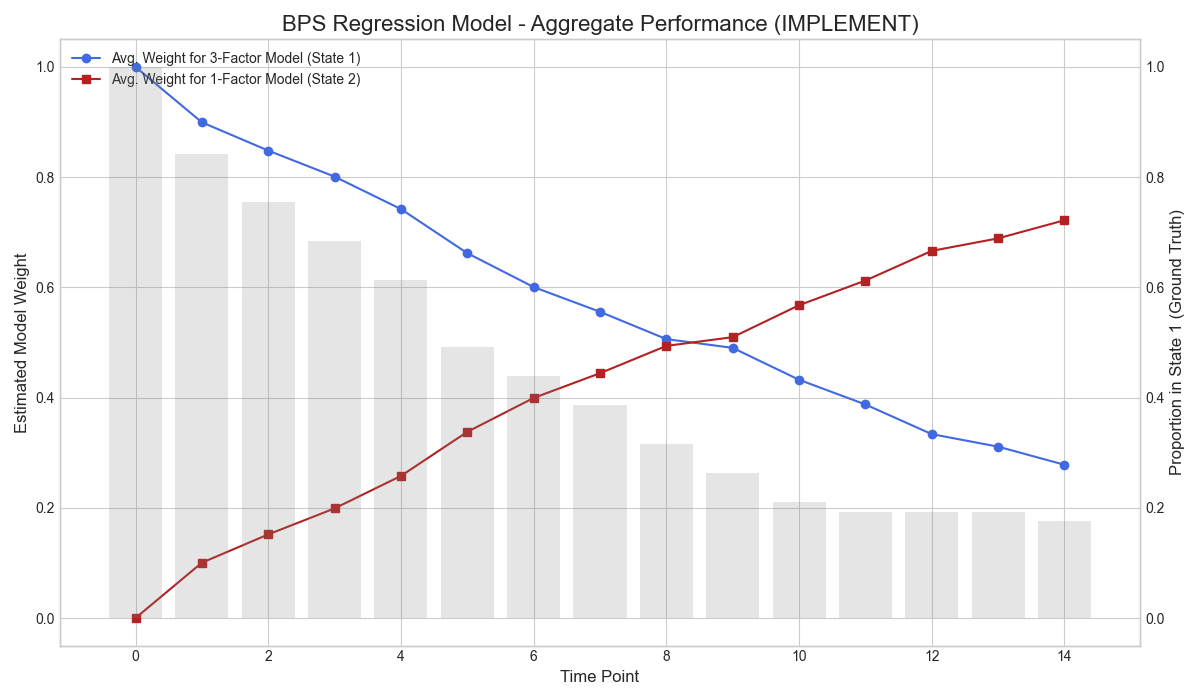 BPS Regression Model - Aggregate Performance (IMPLEMENT)
Avg. Weight for 3-Factor Model (State 1)
Avg. Weight for 1-Factor Model (State 2)
Estimated Model Weight
1.0
0.8
0.6
0.4
0.2
0.0
1.0
0.8
0.6
0.4
0.2
0.0
Proportion in State 1 (Ground Truth)
0 2 4 6 8 10 12 14
Time Point